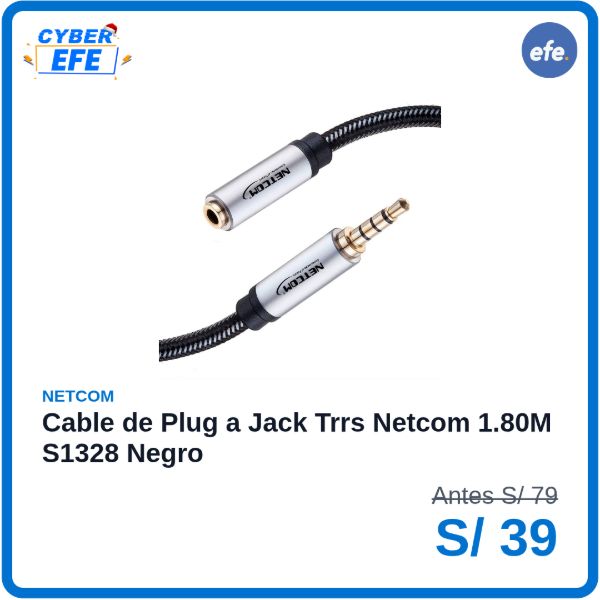 CYBER
EFE
efe.
NETCOM
NETCOM
NETCOM
Cable de Plug a Jack Trrs Netcom 1.80M
S1328 Negro
Antes S/ 79
S/ 39